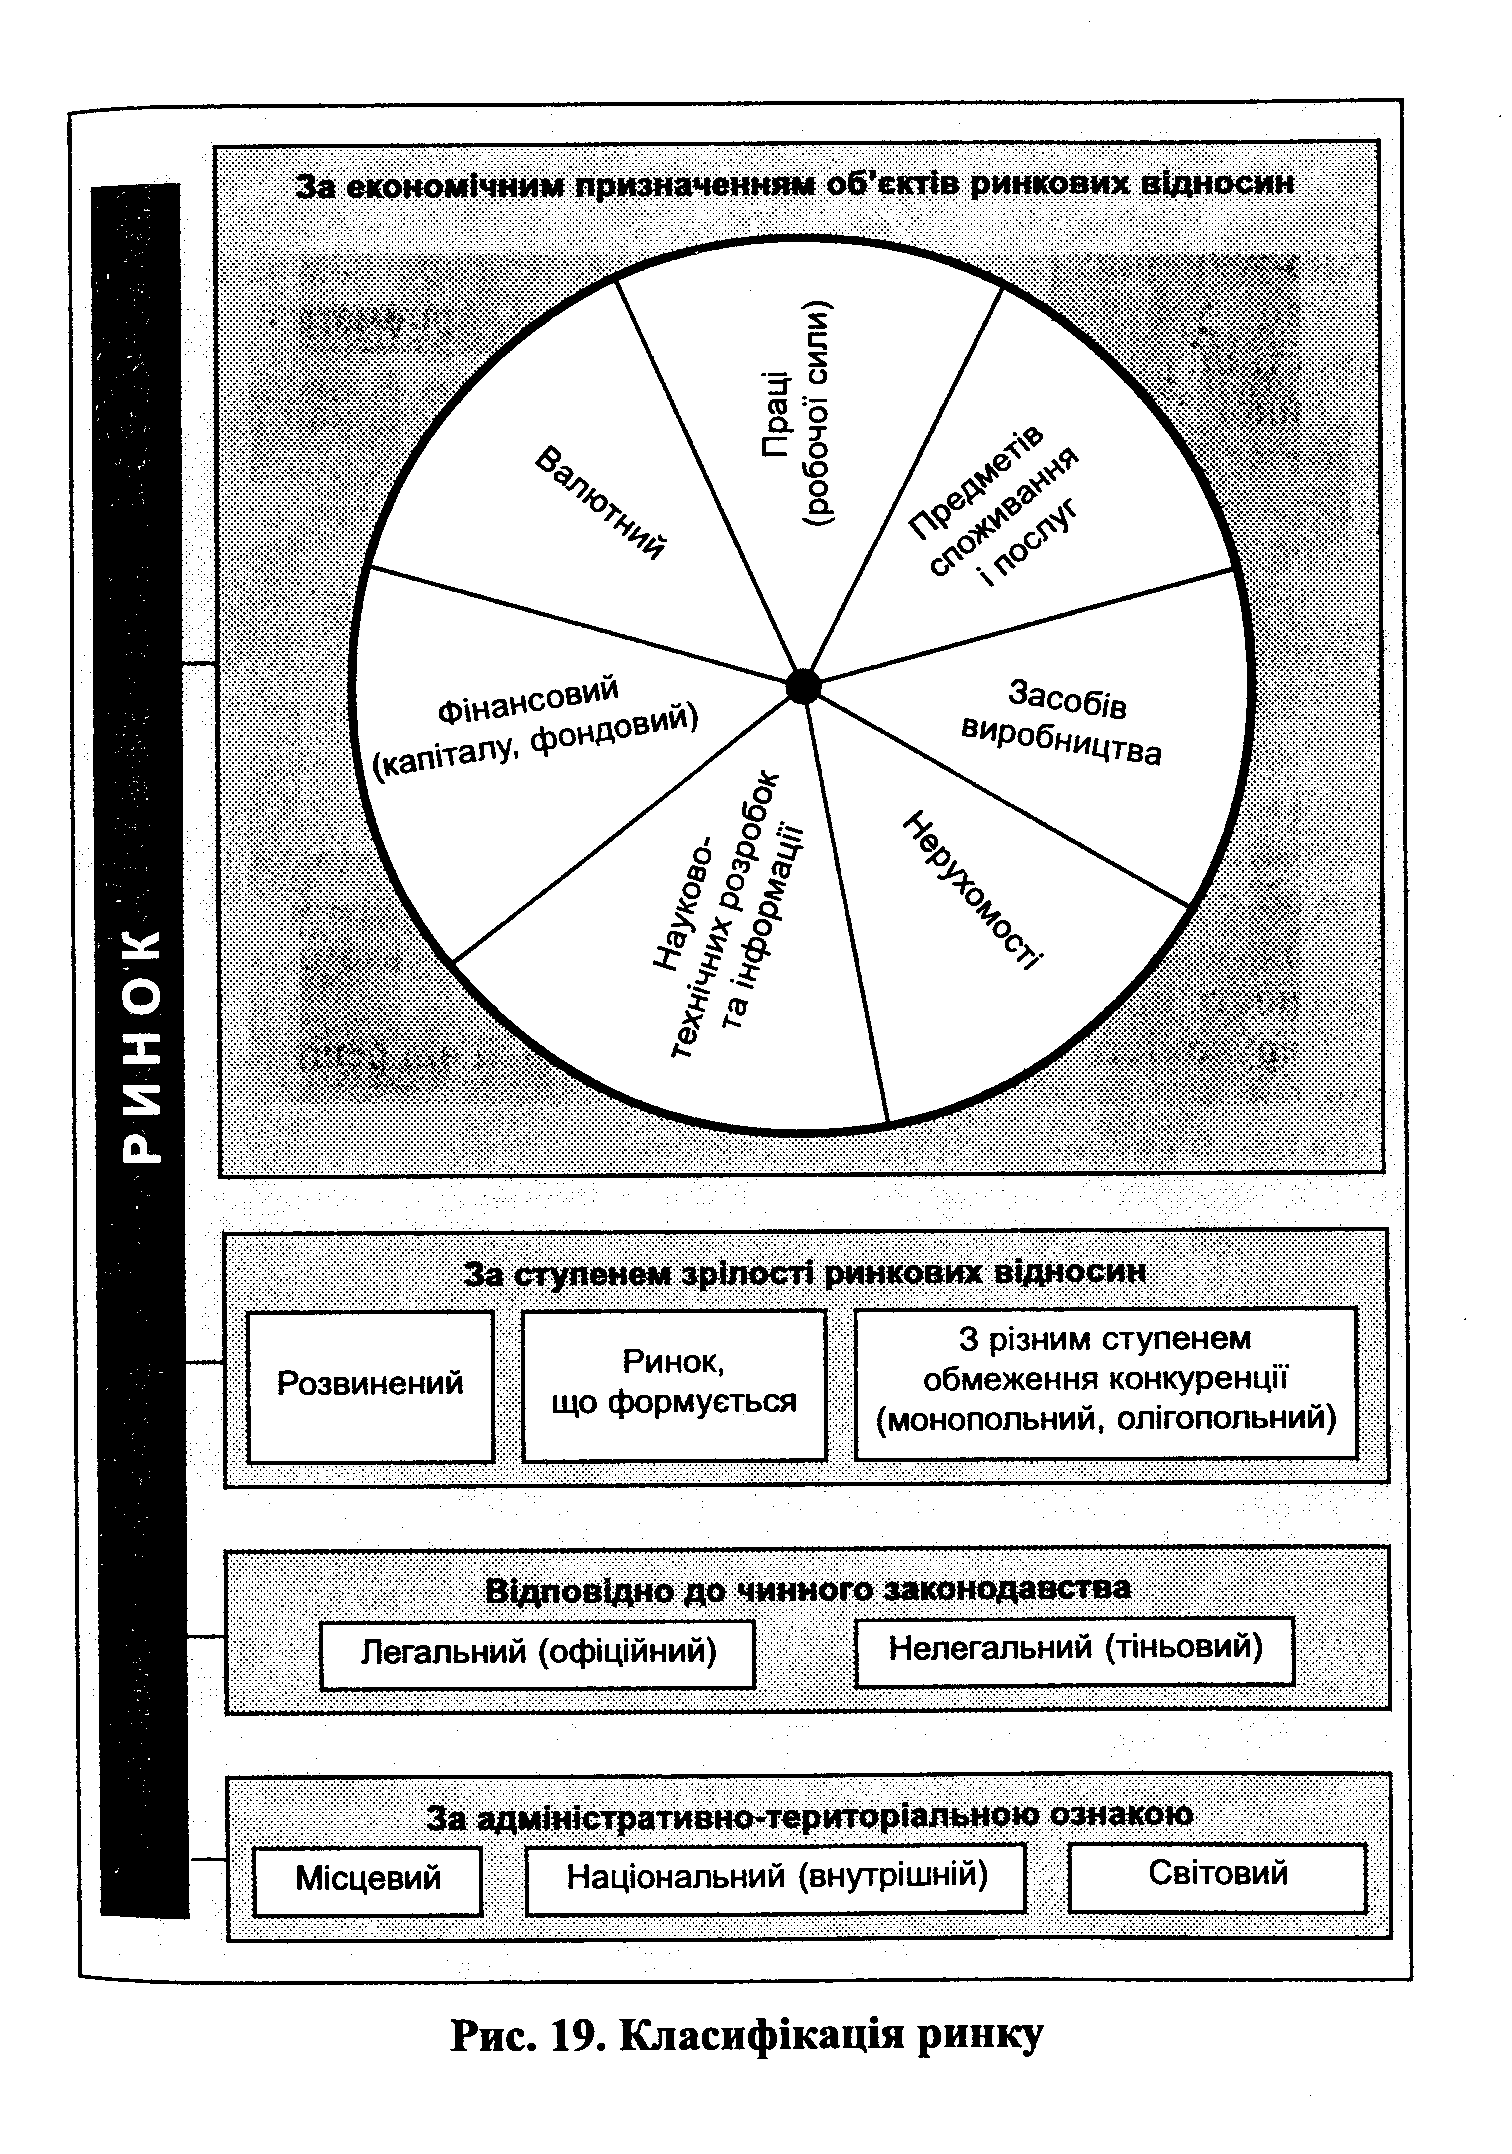 РИНОК
За економічним призначенням об'єктів ринкових відносин
Праці
(робочої сили)
Предметів
споживання
і послуг
Засобів
виробництва
Нерухомості
Науково-
технічних розробок
та інформації
Фінансовий
(капіталу, фондовий)
Валютний
За ступенем зрілості ринкових відносин
Розвинений
Ринок,
що формується
З різним ступенем
обмеження конкуренції
(монопольний, олігопольний)
Відповідно до чинного законодавства
Легальний (офіційний)
Нелегальний (тіньовий)
За адміністративно-територіальною ознакою
Місцевий
Національний (внутрішній)
Світовий
Рис. 19. Класифікація ринку